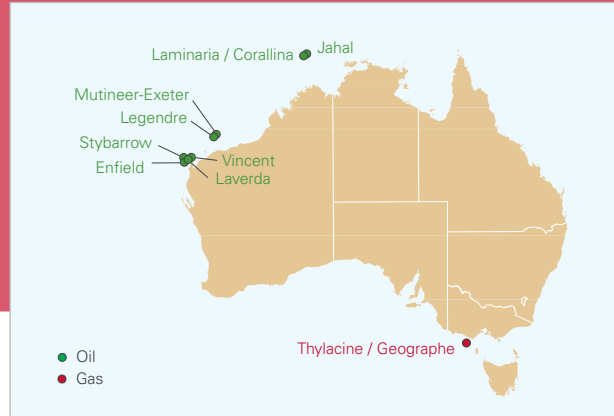 Laminaria / Corallina
Jahal
Mutineer-Exeter
Legendre
Stybarrow
Enfield
Vincent
Laverda
Thylacine / Geographe
Oil
Gas